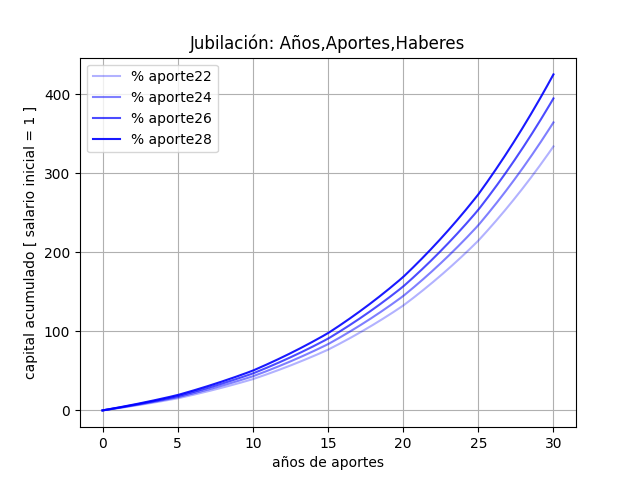 Jubilación: Años,Aportes,Haberes
% aporte22
% aporte24
% aporte26
% aporte28
capital acumulado [ salario inicial = 1 ]
400
300
200
100
0
0 5 10 15 20 25 30
años de aportes